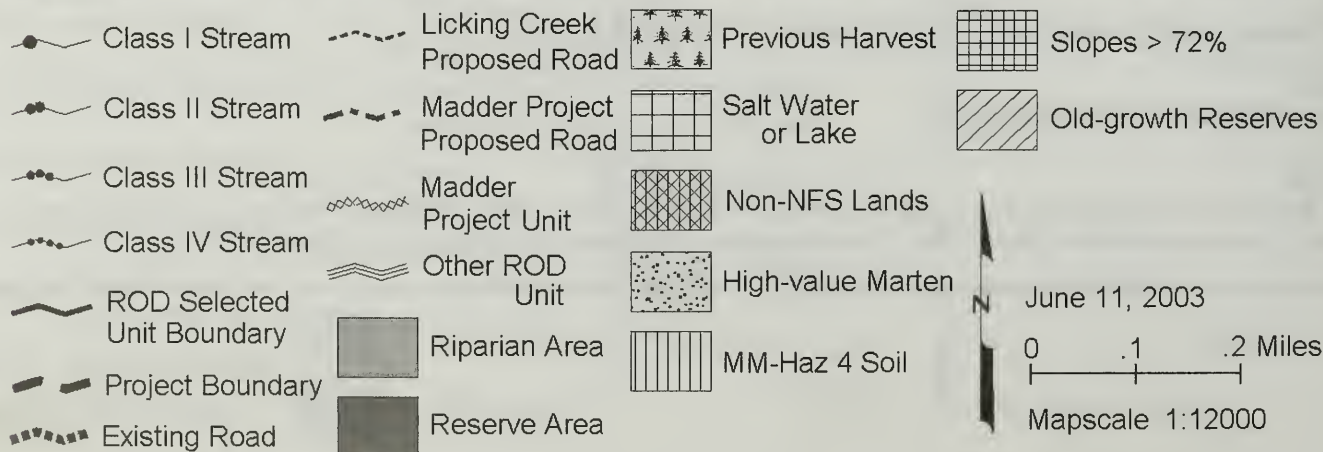 Class I Stream
Class II Stream
Class III Stream
Class IV Stream
ROD Selected
Unit Boundary
Project Boundary
Existing Road
Licking Creek
Proposed Road
Madder Project
Proposed Road
Madder
Project Unit
Other ROD
Unit
Riparian Area
Reserve Area
Previous Harvest
Salt Water
or Lake
Non-NFS Lands
High-value Marten
MM-Haz 4 Soil
Slopes > 72%
Old-growth Reserves
N
June 11, 2003
0 .1 .2 Miles
Mapscale 1:12000